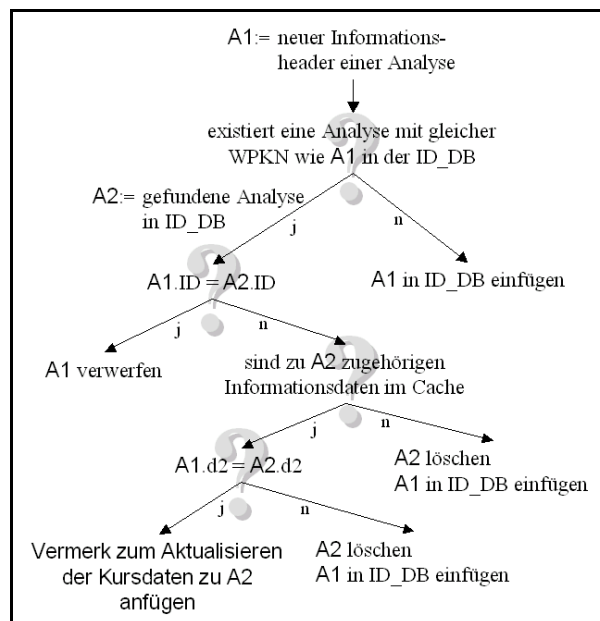 A1:= neuer Informations-
header einer Analyse
existiert eine Analyse mit gleicher
WPKN wie A1 in der ID_DB
A2:= gefundene Analyse
in ID_DB
j
n
A1.ID = A2.ID
A1 in ID_DB einfügen
j
n
A1 verwerfen
sind zu A2 zugehörigen
Informationsdaten im Cache
j
n
A1.d2 = A2.d2
A2 löschen
A1 in ID_DB einfügen
j
n
Vermerk zum Aktualisieren
der Kursdaten zu A2
anfügen
A2 löschen
A1 in ID_DB einfügen